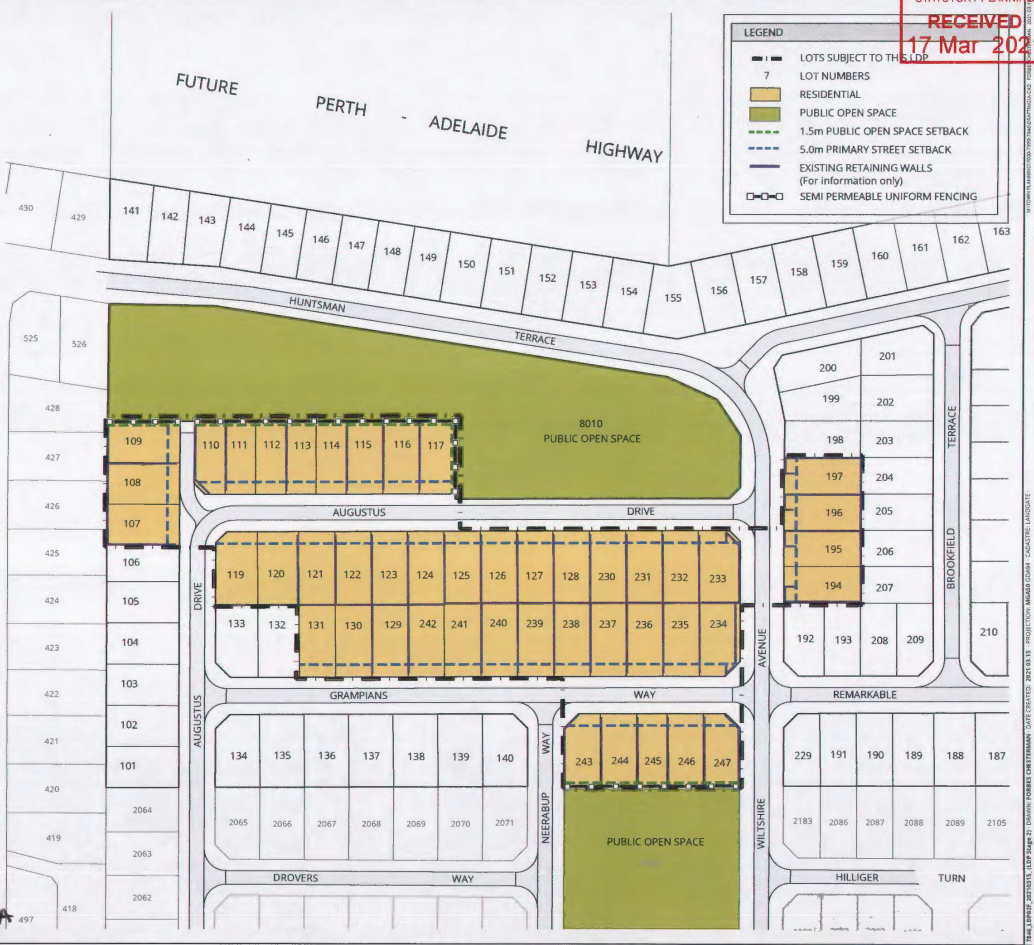 RECEIVED
17 Mar 202
LEGEND
LOTS SUBJECT TO THIS LDP
7 LOT NUMBERS
RESIDENTIAL
PUBLIC OPEN SPACE
1.5m PUBLIC OPEN SPACE SETBACK
5.0m PRIMARY STREET SETBACK
EXISTING RETAINING WALLS
(For information only)
SEMI PERMEABLE UNIFORM FENCING
FUTURE PERTH - ADELAIDE HIGHWAY
430 429 141 142 143 144 145 146 147 148 149 150 151 152 153 154 155 156 157 158 159 160 161 162 163
HUNTSMAN TERRACE
525 526
428
427
426
425
424
423
422
421
420
419
418
497
8010
PUBLIC OPEN SPACE
109
108
107
106
105
104
103
102
101
2064
2063
2062
110 111 112 113 114 115 116 117
AUGUSTUS DRIVE
119 120 121 122 123 124 125 126 127 128 230 231 232 233
133 132 131 130 129 242 241 240 239 238 237 236 235 234
AUGUSTUS DRIVE
GRAMPIANS WAY
134 135 136 137 138 139 140
2065 2066 2067 2068 2069 2070 2071
DROVERS WAY
NEERABUP WAY
243 244 245 246 247
PUBLIC OPEN SPACE
WILTSHIRE AVENUE
200 201
199 202
198 203
197 204
196 205
195 206
194 207
192 193 208 209
210
BROOKFIELD TERRACE
REMARKABLE
229 191 190 189 188 187
2183 2086 2087 2088 2089 2105
HILLIGER TURN